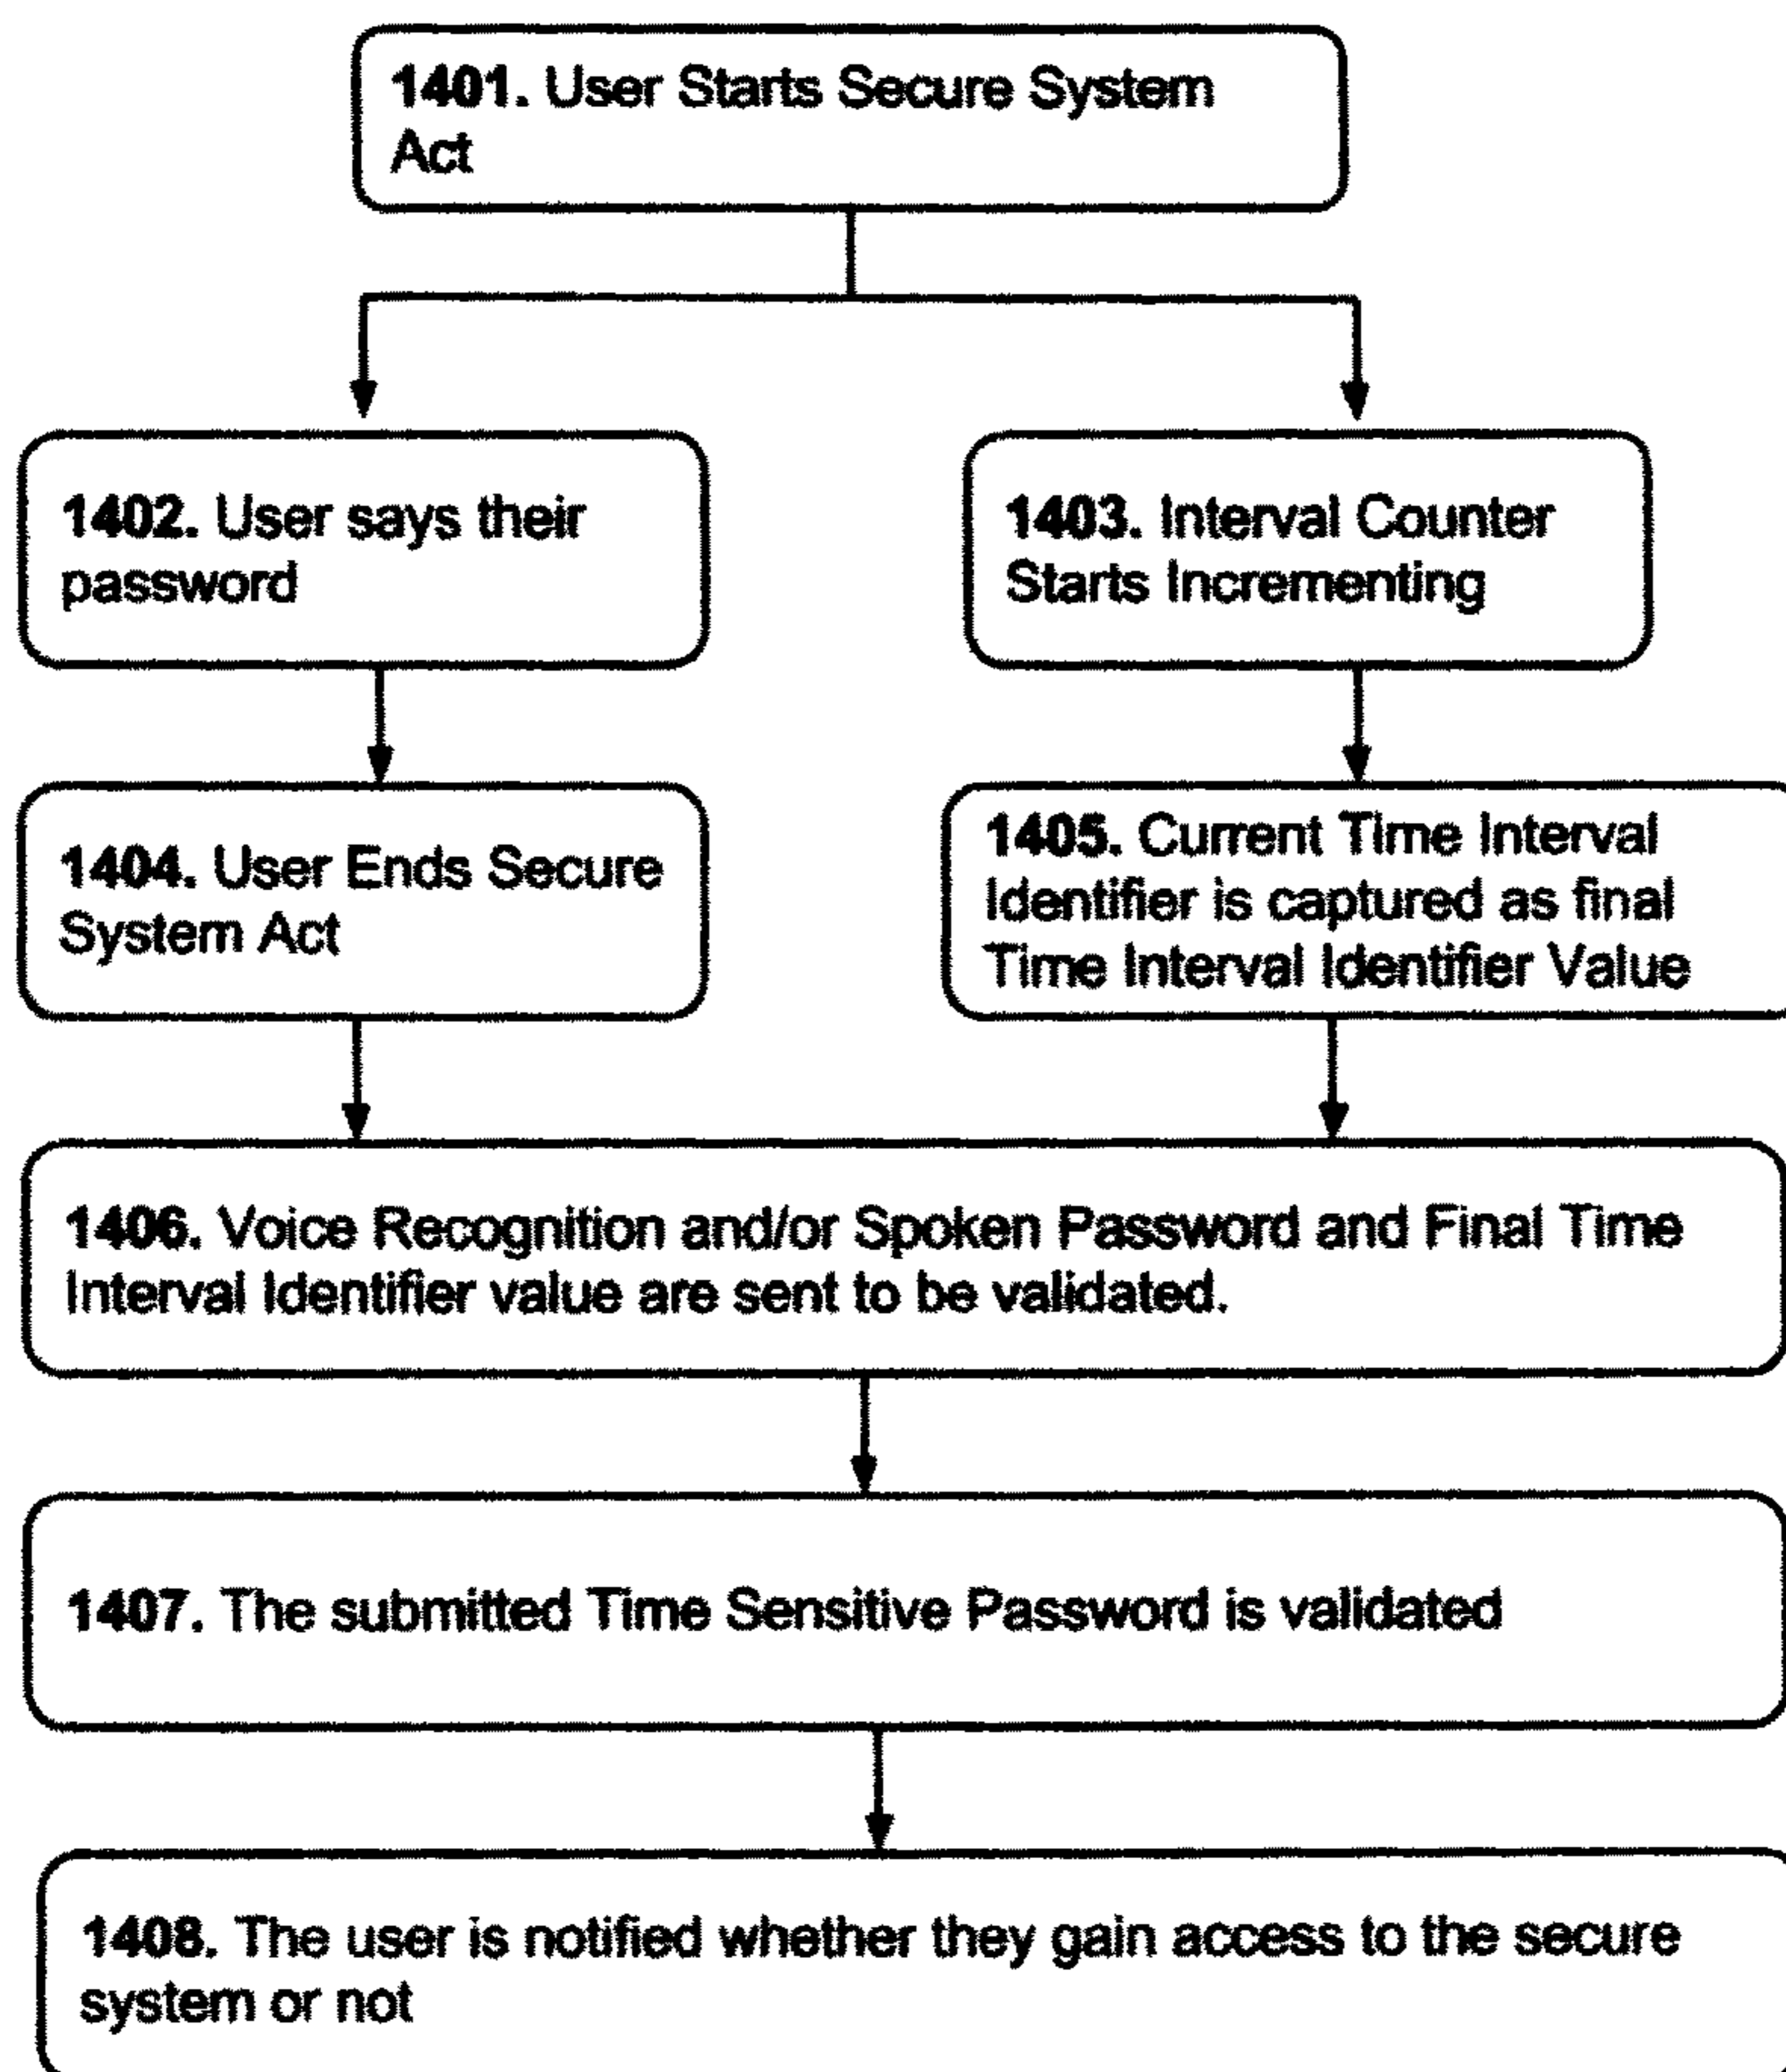 1401. User Starts Secure System
Act
1402. User says their
password
1403. Interval Counter
Starts Incrementing
1404. User Ends Secure
System Act
1405. Current Time Interval
Identifier is captured as final
Time Interval Identifier Value
1406. Voice Recognition and/or Spoken Password and Final Time
Interval Identifier value are sent to be validated.
1407. The submitted Time Sensitive Password is validated
1408. The user is notified whether they gain access to the secure
system or not